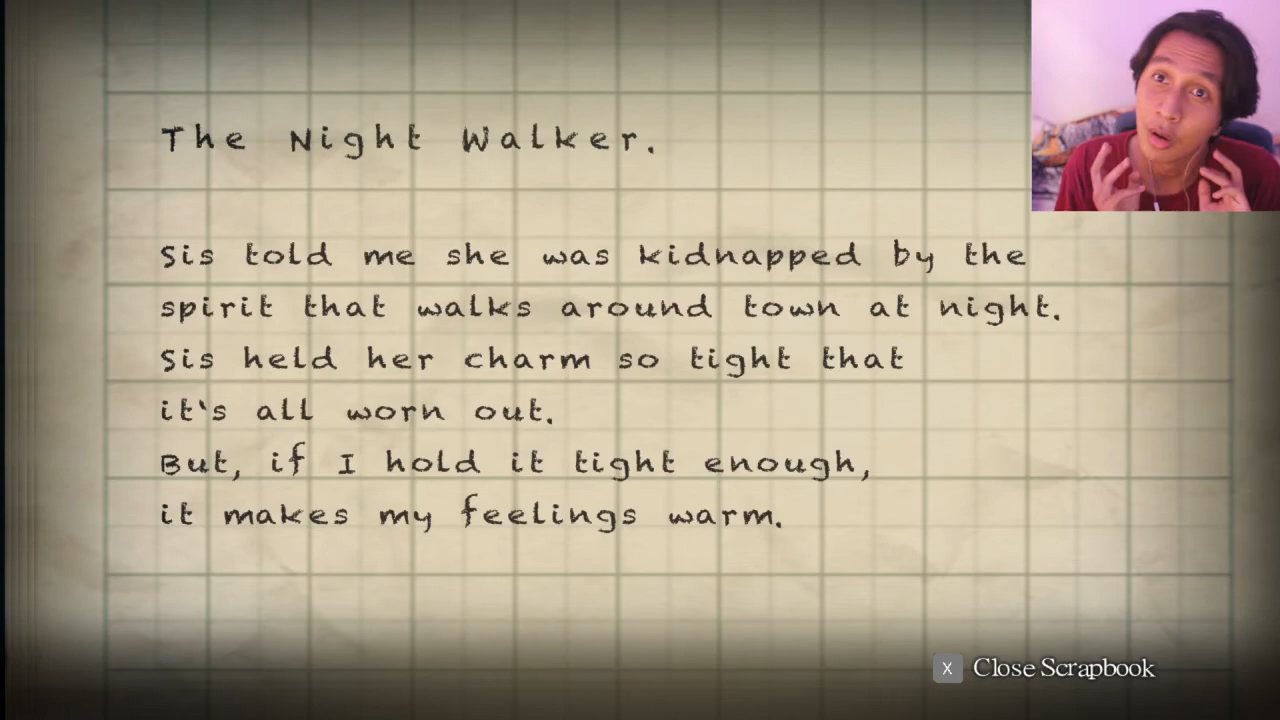 The Night Walker.
Sis told me she was kidnapped by the
spirit that walks around town at night.
Sis held her charm so tight that
it's all worn out.
But, if I hold it tight enough,
it makes my feelings warm.
X Close Scrapbook